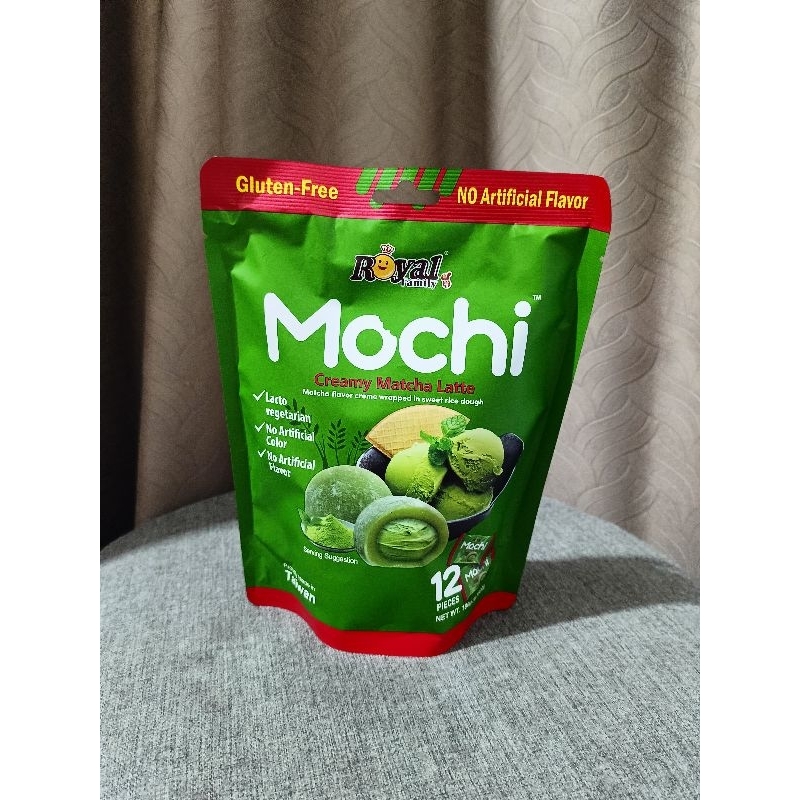 Gluten-Free
NO Artificial Flavor
Royal
Family
Mochi™
Creamy Matcha Latte
Matcha flavor creme wrapped in sweet rice dough
Lacto
vegetarian
No Artificial
Color
No Artificial
Flavor
Serving Suggestion
Taiwan
12
PIECES
NET WT.
Mochi
Mochi